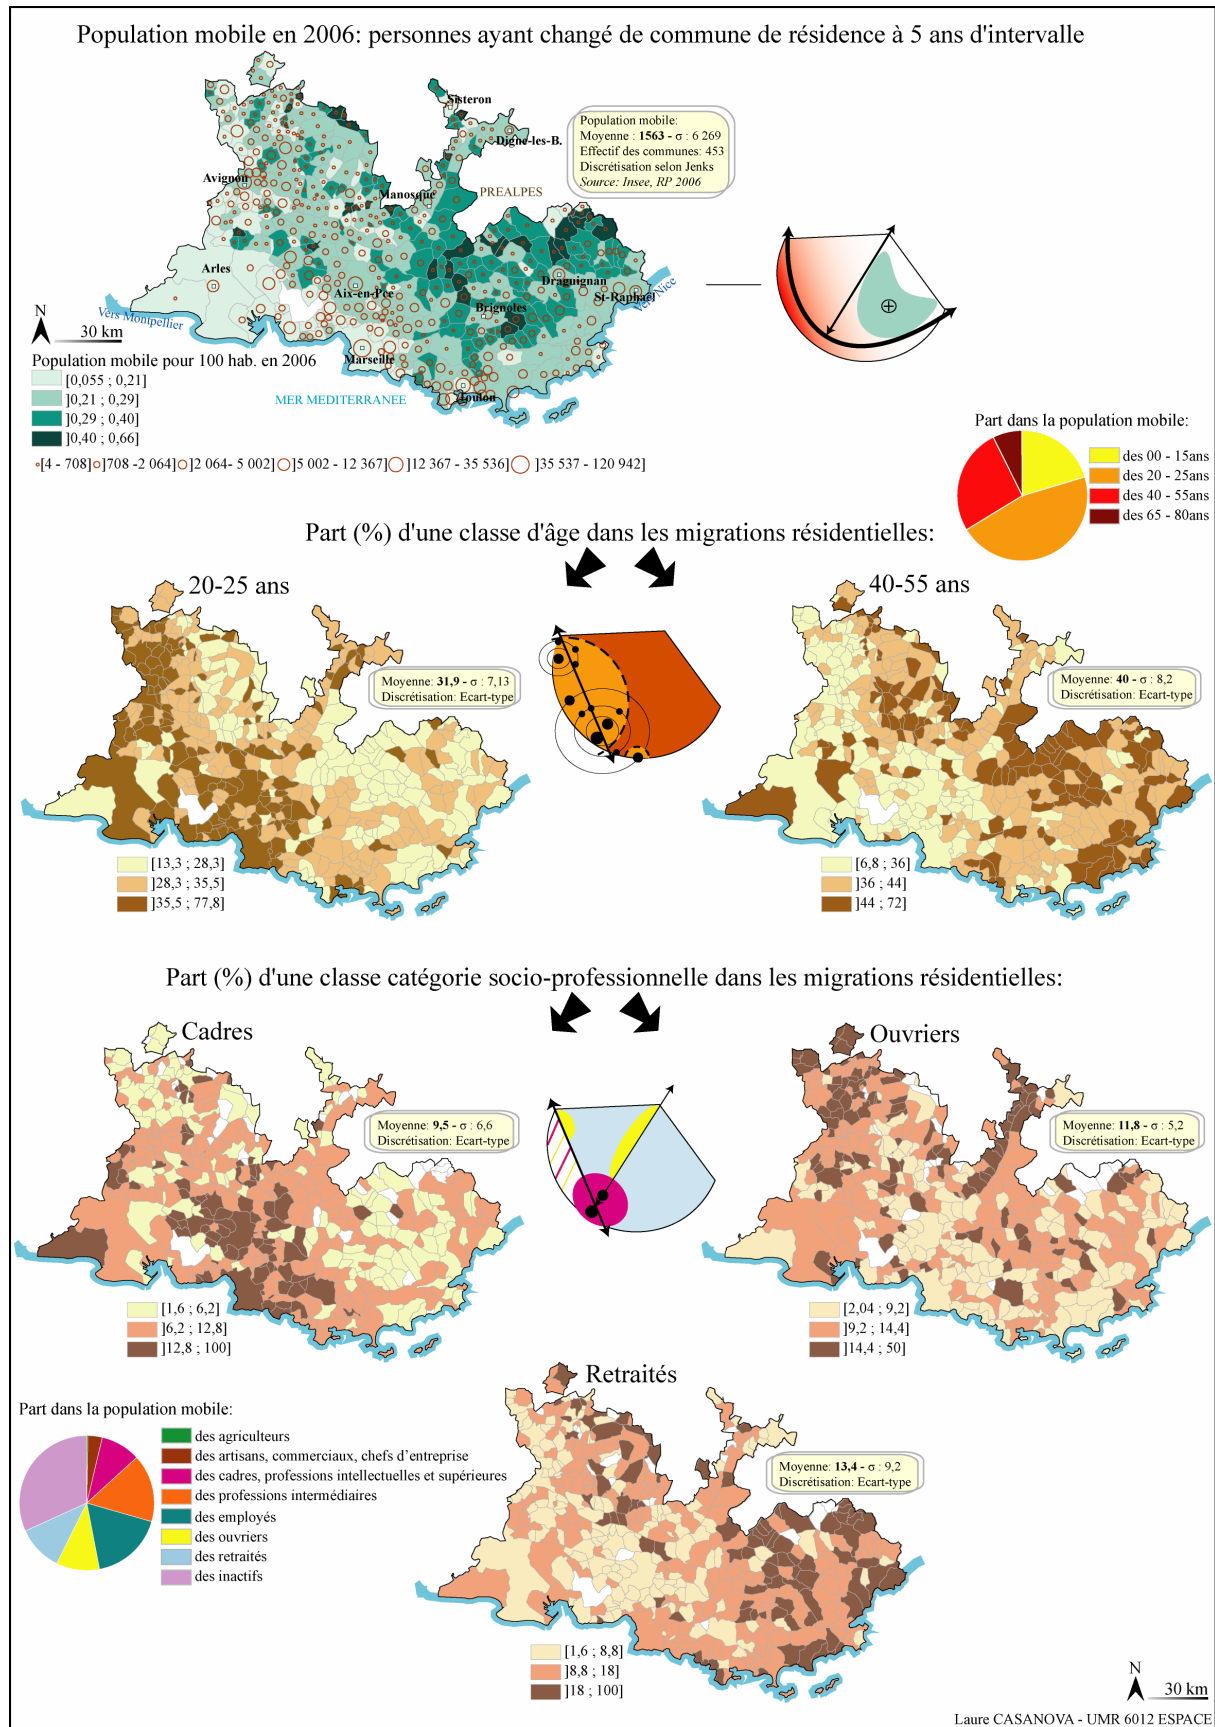 Population mobile en 2006: personnes ayant changé de commune de résidence à 5 ans d'intervalle
Sisteron
Digne-les-B.
Population mobile:
Moyenne : 1563 - σ : 6 269
Effectif des communes: 453
Discrétisation selon Jenks
Source: Insee, RP 2006
Avignon
Manosque
PREALPES
Arles
Aix-en-Pce
Draguignan
St-Raphaël
Vers Nice
Brignoles
Vers Montpellier
N
30 km
Marseille
Toulon
MER MEDITERRANEE
Population mobile pour 100 hab. en 2006
[0,055 ; 0,21]
]0,21 ; 0,29]
]0,29 ; 0,40]
]0,40 ; 0,66]
[4 - 708] ]708 -2 064] ]2 064- 5 002] ]5 002 - 12 367] ]12 367 - 35 536] ]35 537 - 120 942]
Part dans la population mobile:
des 00 - 15ans
des 20 - 25ans
des 40 - 55ans
des 65 - 80ans
Part (%) d'une classe d'âge dans les migrations résidentielles:
20-25 ans
Moyenne: 31,9 - σ : 7,13
Discrétisation: Ecart-type
[13,3 ; 28,3]
]28,3 ; 35,5]
]35,5 ; 77,8]
40-55 ans
Moyenne: 40 - σ : 8,2
Discrétisation: Ecart-type
[6,8 ; 36]
]36 ; 44]
]44 ; 72]
Part (%) d'une classe catégorie socio-professionnelle dans les migrations résidentielles:
Cadres
Moyenne: 9,5 - σ : 6,6
Discrétisation: Ecart-type
[1,6 ; 6,2]
]6,2 ; 12,8]
]12,8 ; 100]
Ouvriers
Moyenne: 11,8 - σ : 5,2
Discrétisation: Ecart-type
[2,04 ; 9,2]
]9,2 ; 14,4]
]14,4 ; 50]
Retraités
Moyenne: 13,4 - σ : 9,2
Discrétisation: Ecart-type
[1,6 ; 8,8]
]8,8 ; 18]
]18 ; 100]
Part dans la population mobile:
des agriculteurs
des artisans, commerciaux, chefs d'entreprise
des cadres, professions intellectuelles et supérieures
des professions intermédiaires
des employés
des ouvriers
des retraités
des inactifs
N
30 km
Laure CASANOVA - UMR 6012 ESPACE